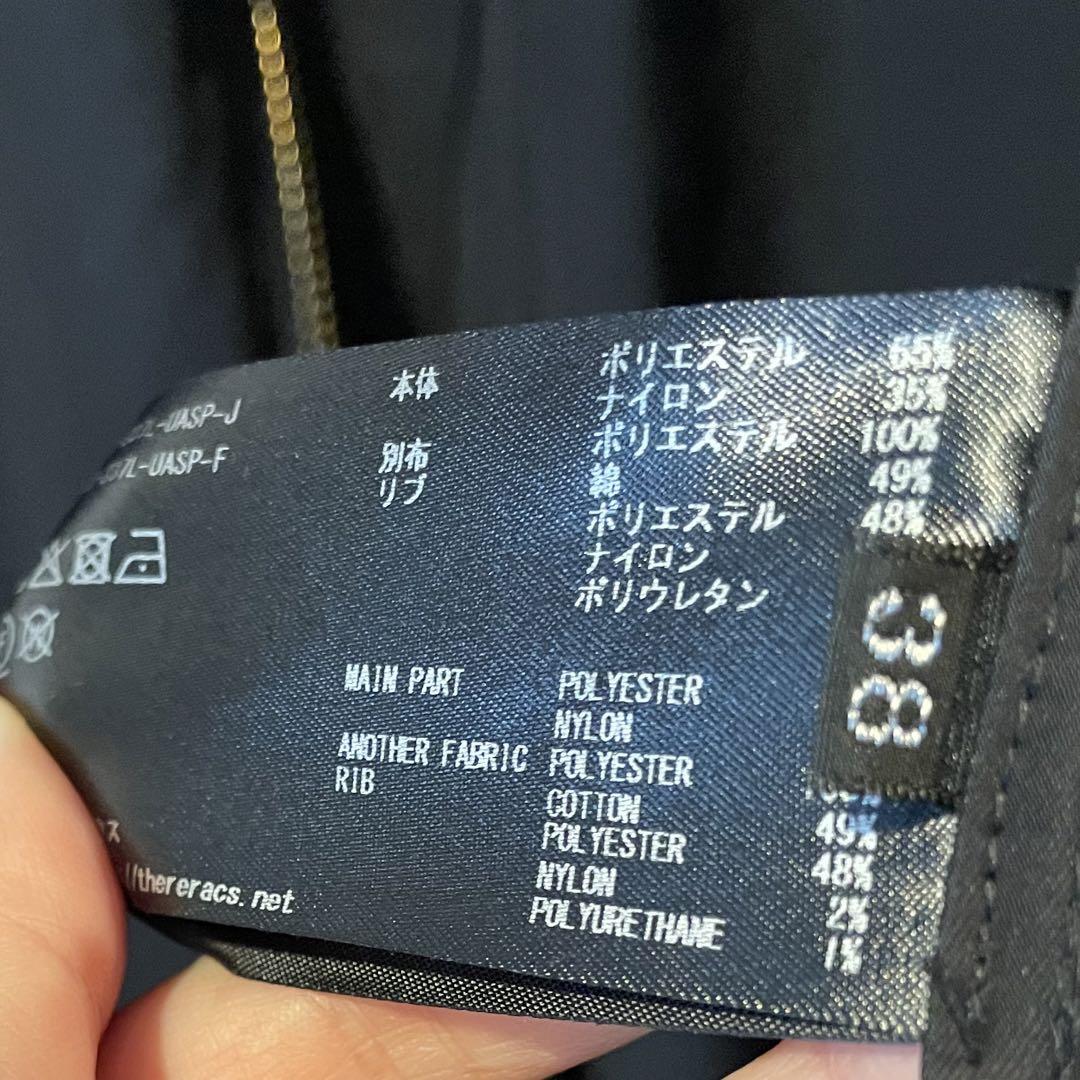 本体 ポリエステル 65%
ナイロン 35%
別布 ポリエステル 100%
リブ 綿 49%
ポリエステル 48%
ナイロン
ポリウレタン
L-UASP-J
37L-UASP-F
38
MAIN PART POLYESTER
NYLON
ANOTHER FABRIC POLYESTER
RIB COTTON 49%
POLYESTER 48%
NYLON 2%
POLYURETHANE 1%
ス
//thereracs.net